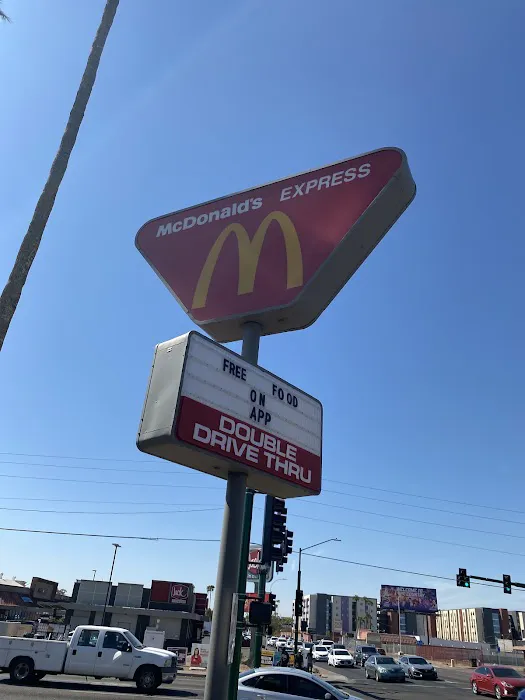 McDonald's EXPRESS
FREE FOOD
ON
APP
DOUBLE
DRIVE THRU